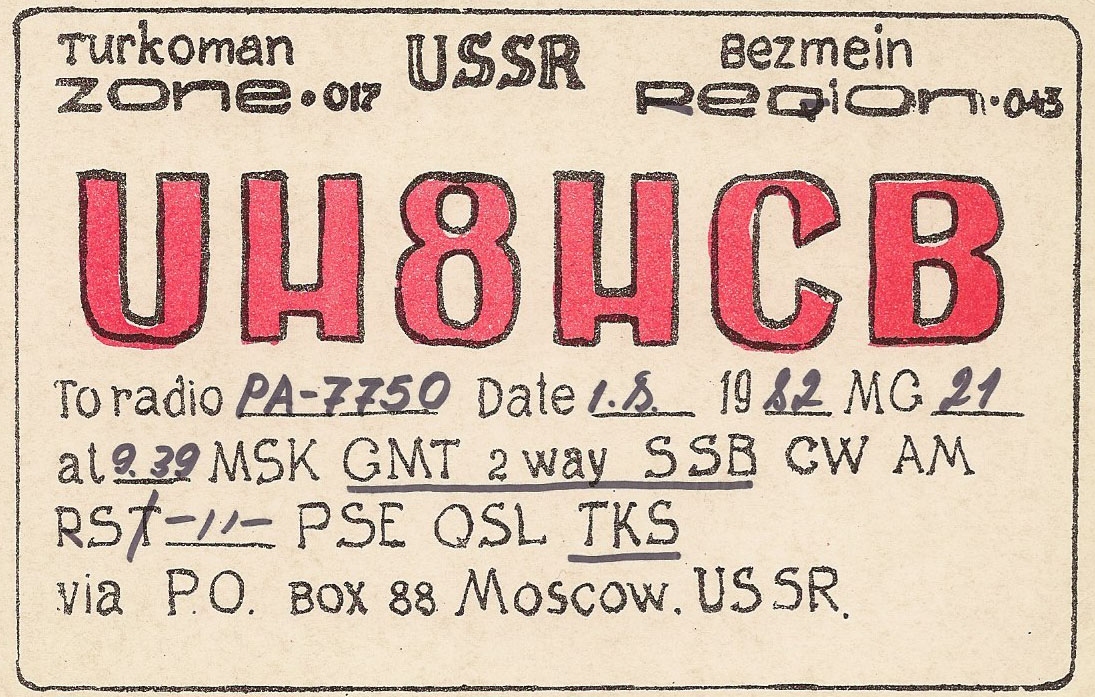 Turkoman USSR Bezmein
ZONE.017 Region.043
UH8HCB
To radio PA-7750 Date 1.8. 1982 MG 21
at 9.39 MSK GMT 2 way SSB CW AM
RST -11- PSE QSL TKS
via P.O. BOX 88 Moscow. USSR.